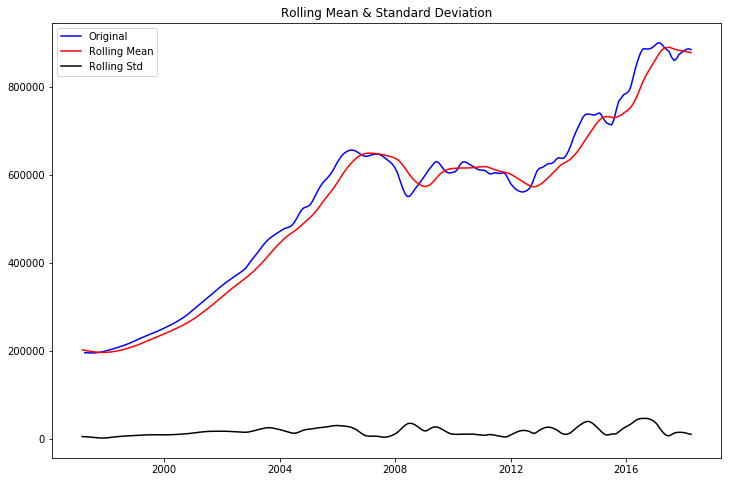 Rolling Mean & Standard Deviation
Original
Rolling Mean
Rolling Std
800000
600000
400000
200000
0
2000 2004 2008 2012 2016